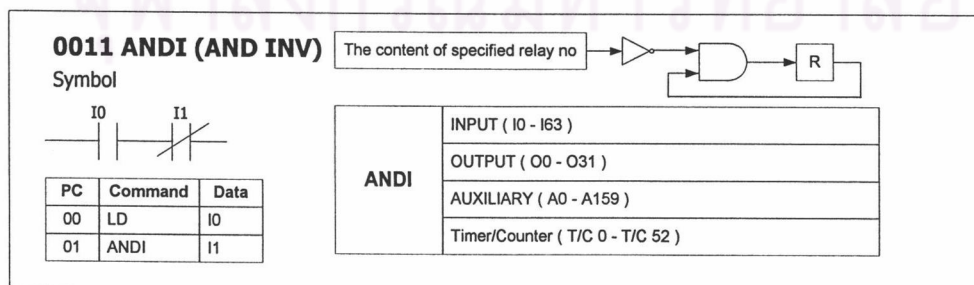 0011 ANDI (AND INV)
The content of specified relay no
R
Symbol
I0 I1
PC Command Data
00 LD I0
01 ANDI I1
ANDI
INPUT ( I0 - I63 )
OUTPUT ( O0 - O31 )
AUXILIARY ( A0 - A159 )
Timer/Counter ( T/C 0 - T/C 52 )